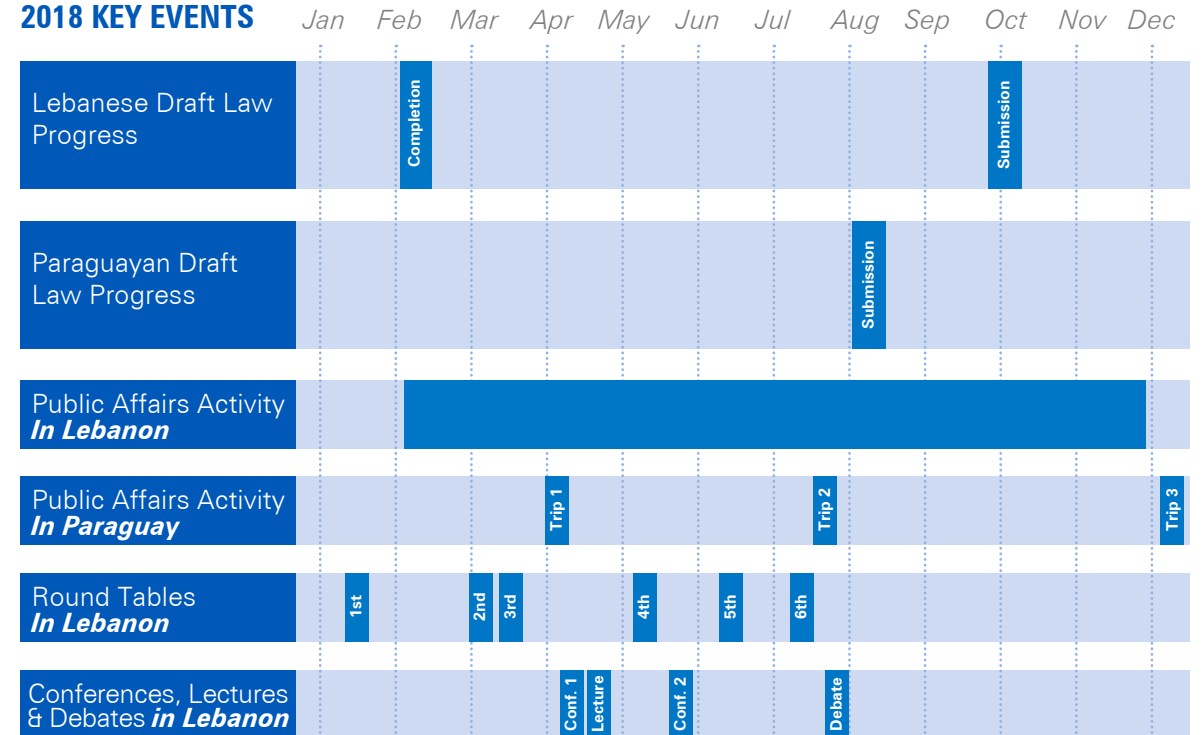 2018 KEY EVENTS Jan Feb Mar Apr May Jun Jul Aug Sep Oct Nov Dec
Lebanese Draft Law
Progress
Completion
Submission
Paraguayan Draft
Law Progress
Submission
Public Affairs Activity
In Lebanon
Public Affairs Activity
In Paraguay
Trip 1
Trip 2
Trip 3
Round Tables
In Lebanon
1st
2nd
3rd
4th
5th
6th
Conferences, Lectures
& Debates in Lebanon
Conf. 1
Lecture
Conf. 2
Debate